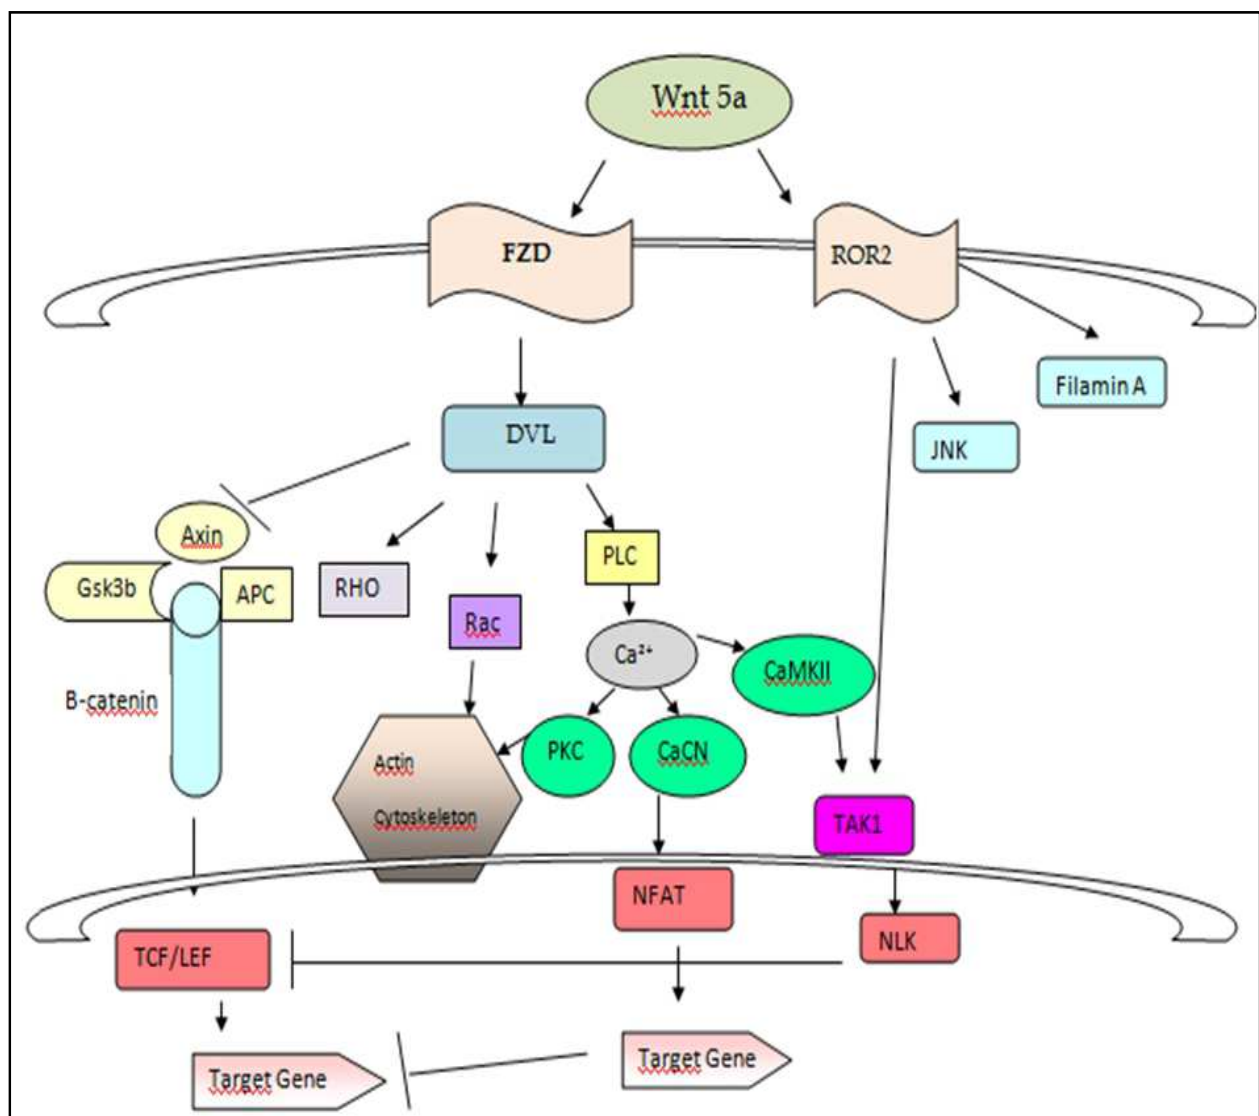 Wnt 5a
FZD
ROR2
Filamin A
DVL
JNK
Axin
PLC
Gsk3b
APC
RHO
Rac
Ca²⁺
CaMKII
B-catenin
PKC
CaCN
Actin
Cytoskeleton
TAK1
NFAT
NLK
TCF/LEF
Target Gene
Target Gene